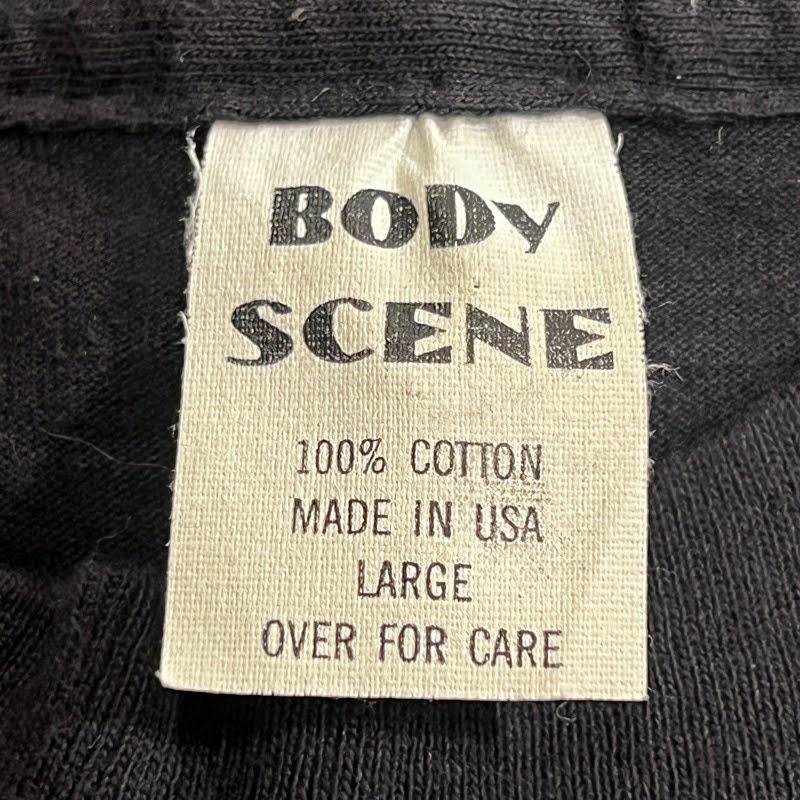 BODy
SCENE
100% COTTON
MADE IN USA
LARGE
OVER FOR CARE